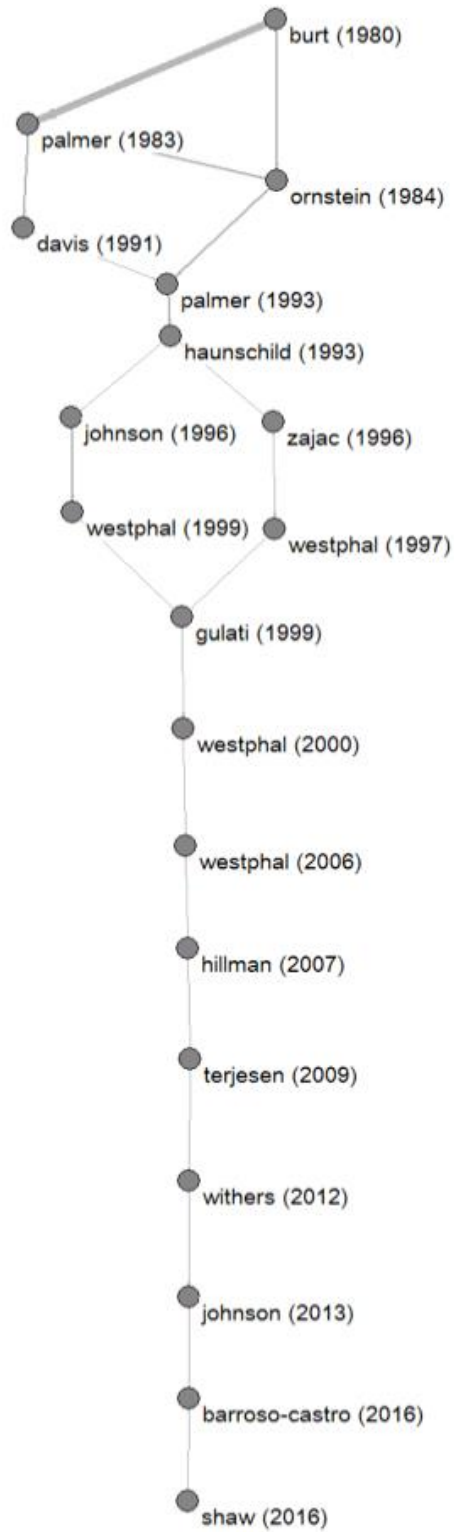 burt (1980)
palmer (1983)
ornstein (1984)
davis (1991)
palmer (1993)
haunschild (1993)
johnson (1996)
zajac (1996)
westphal (1999)
westphal (1997)
gulati (1999)
westphal (2000)
westphal (2006)
hillman (2007)
terjesen (2009)
withers (2012)
johnson (2013)
barroso-castro (2016)
shaw (2016)